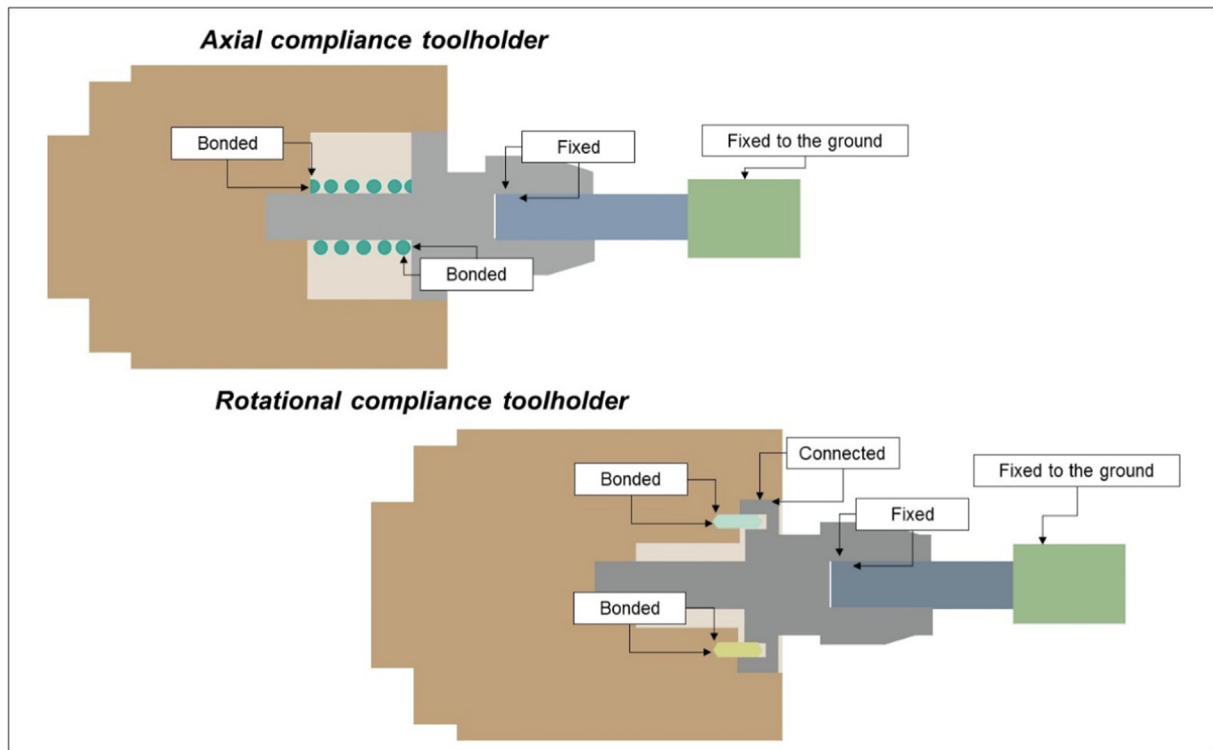 Axial compliance toolholder
Bonded
Fixed
Fixed to the ground
Bonded
Rotational compliance toolholder
Connected
Bonded
Fixed to the ground
Fixed
Bonded